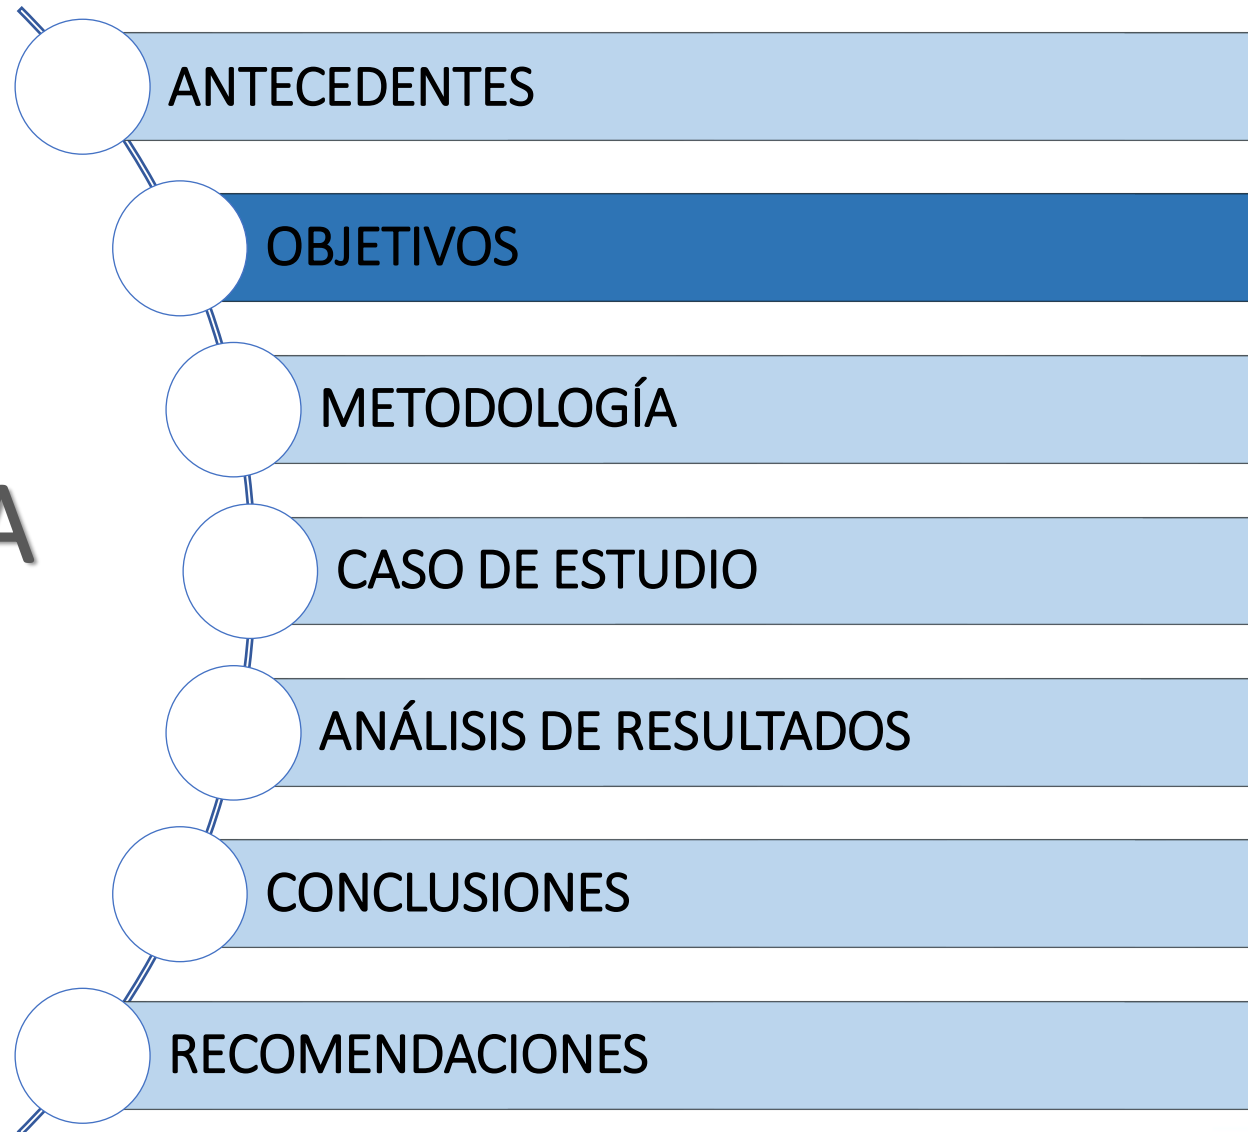 ANTECEDENTES
OBJETIVOS
METODOLOGÍA
A
CASO DE ESTUDIO
ANÁLISIS DE RESULTADOS
CONCLUSIONES
RECOMENDACIONES